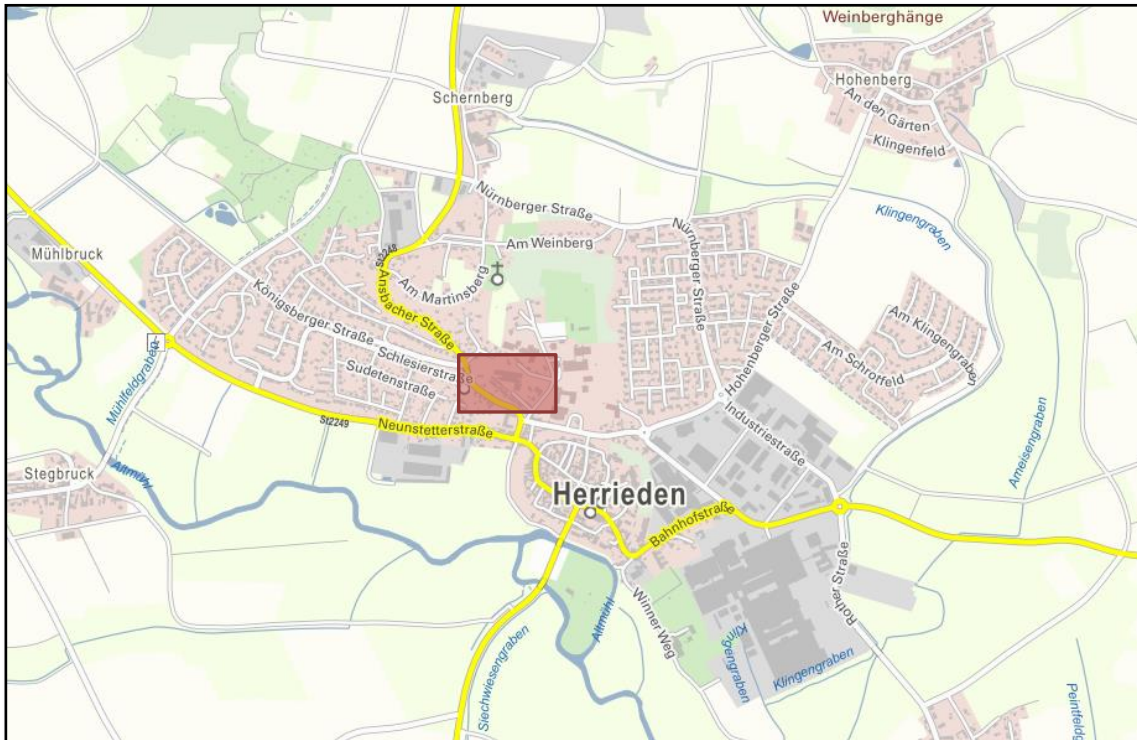 Weinberghänge
Hohenberg
An den Gärten
Klingenfeld
Schernberg
Nürnberger Straße
Klingengraben
Am Weinberg
Nürnberger Straße
St2248
Mühlbruck
Am Martinsberg
Ansbacher Straße
Königsberger Straße
Hohenberger Straße
Am Klingengraben
Schlesierstraße
Am Schrotfeld
Sudetenstraße
Mühlfeldgraben
St2249
Neunstetterstraße
Industriestraße
Ameisengraben
Stegbruck
Altmühl
Herrieden
Bahnhofstraße
Rother Straße
Altmühl
Winner Weg
Siechwiesengraben
Klingengraben
Klingengraben